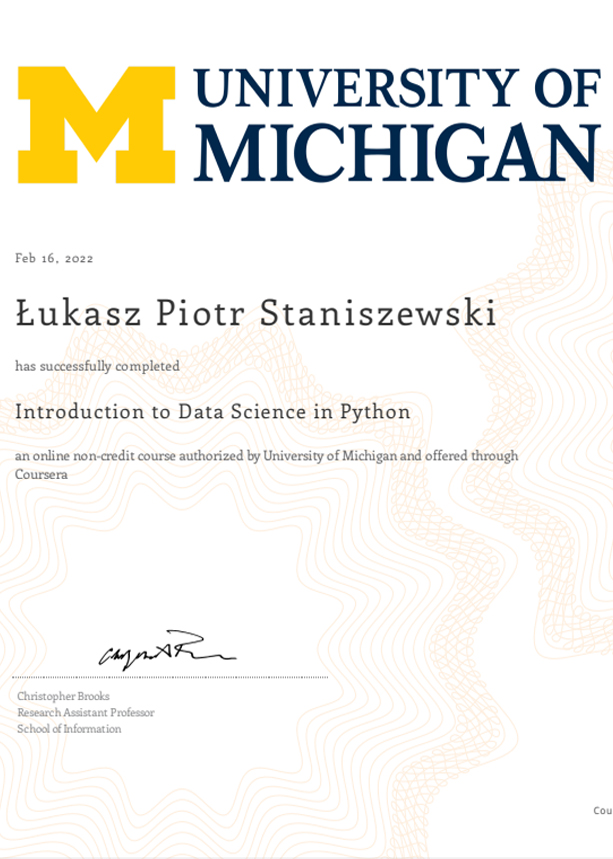 UNIVERSITY OF
MICHIGAN
Feb 16, 2022
Łukasz Piotr Staniszewski
has successfully completed
Introduction to Data Science in Python
an online non-credit course authorized by University of Michigan and offered through
Coursera
Christopher Brooks
Research Assistant Professor
School of Information
Cou